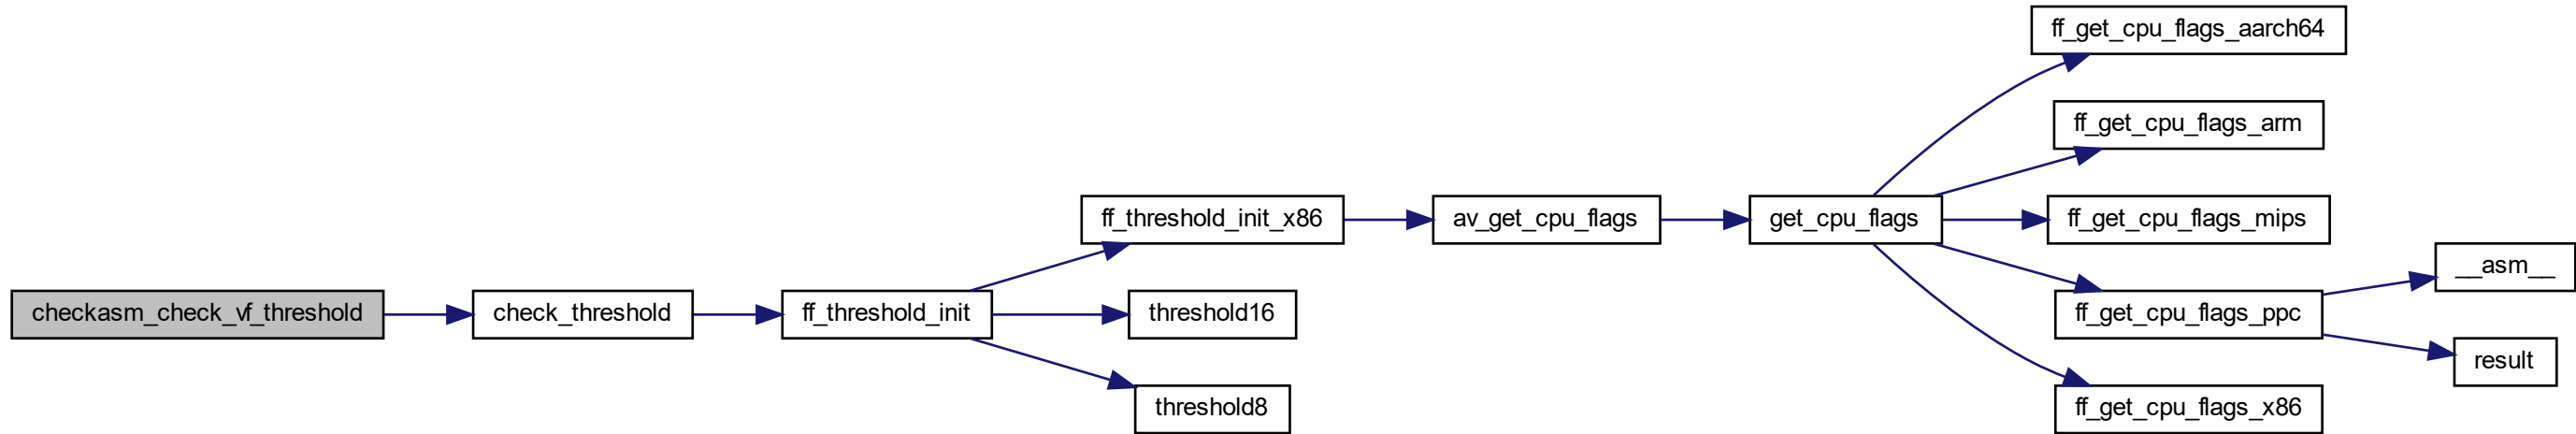 checkasm_check_vf_threshold
check_threshold
ff_threshold_init
ff_threshold_init_x86
threshold16
threshold8
av_get_cpu_flags
get_cpu_flags
ff_get_cpu_flags_aarch64
ff_get_cpu_flags_arm
ff_get_cpu_flags_mips
ff_get_cpu_flags_ppc
ff_get_cpu_flags_x86
__asm__
result